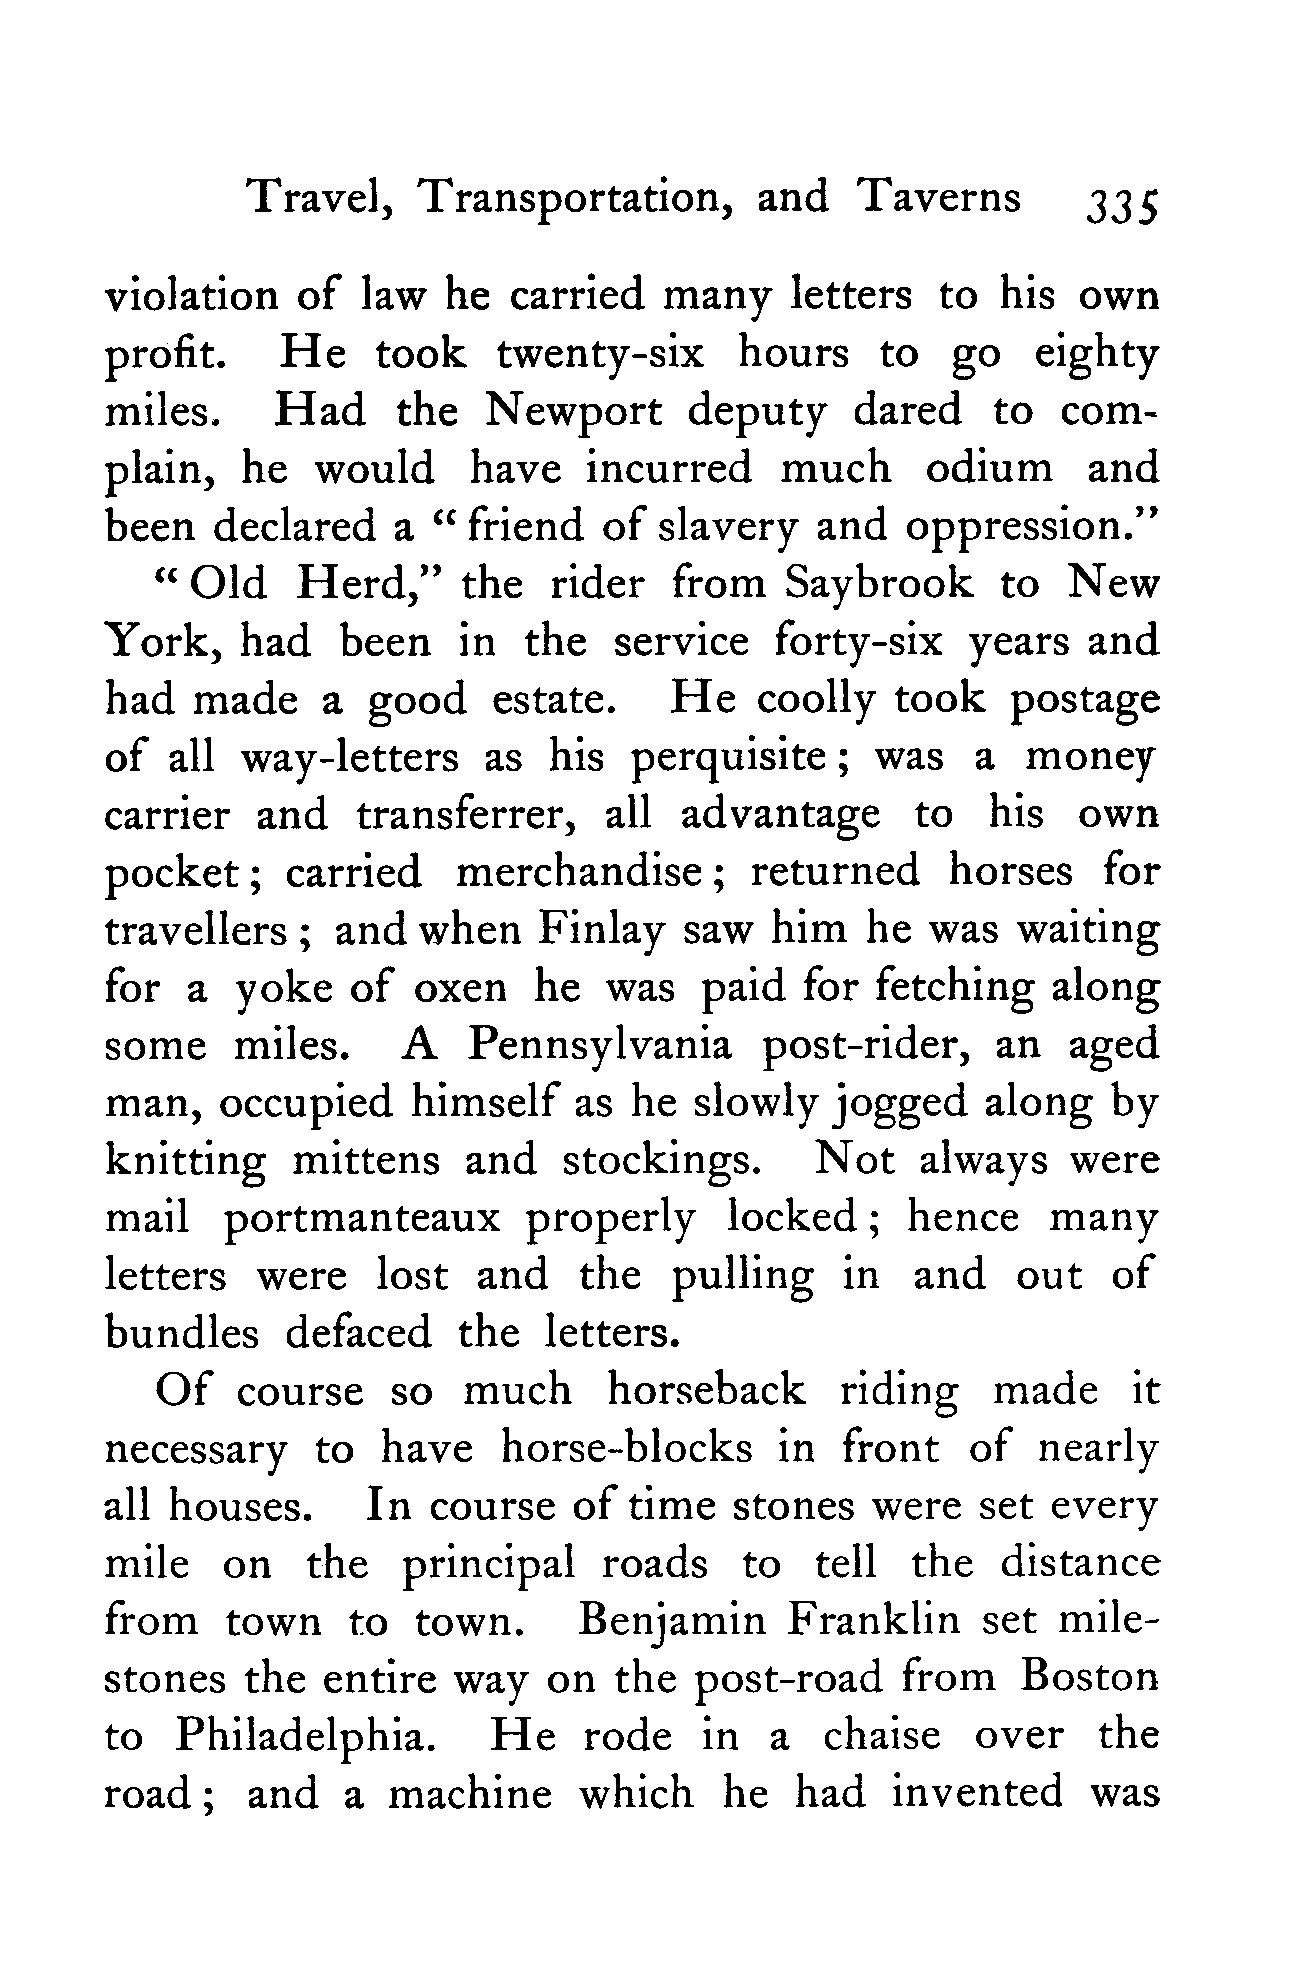 Travel, Transportation, and Taverns 335
violation of law he carried many letters to his own
profit. He took twenty-six hours to go eighty
miles. Had the Newport deputy dared to com-
plain, he would have incurred much odium and
been declared a “ friend of slavery and oppression.”
“ Old Herd,” the rider from Saybrook to New
York, had been in the service forty-six years and
had made a good estate. He coolly took postage
of all way-letters as his perquisite ; was a money
carrier and transferrer, all advantage to his own
pocket ; carried merchandise ; returned horses for
travellers ; and when Finlay saw him he was waiting
for a yoke of oxen he was paid for fetching along
some miles. A Pennsylvania post-rider, an aged
man, occupied himself as he slowly jogged along by
knitting mittens and stockings. Not always were
mail portmanteaux properly locked ; hence many
letters were lost and the pulling in and out of
bundles defaced the letters.
Of course so much horseback riding made it
necessary to have horse-blocks in front of nearly
all houses. In course of time stones were set every
mile on the principal roads to tell the distance
from town to town. Benjamin Franklin set mile-
stones the entire way on the post-road from Boston
to Philadelphia. He rode in a chaise over the
road ; and a machine which he had invented was